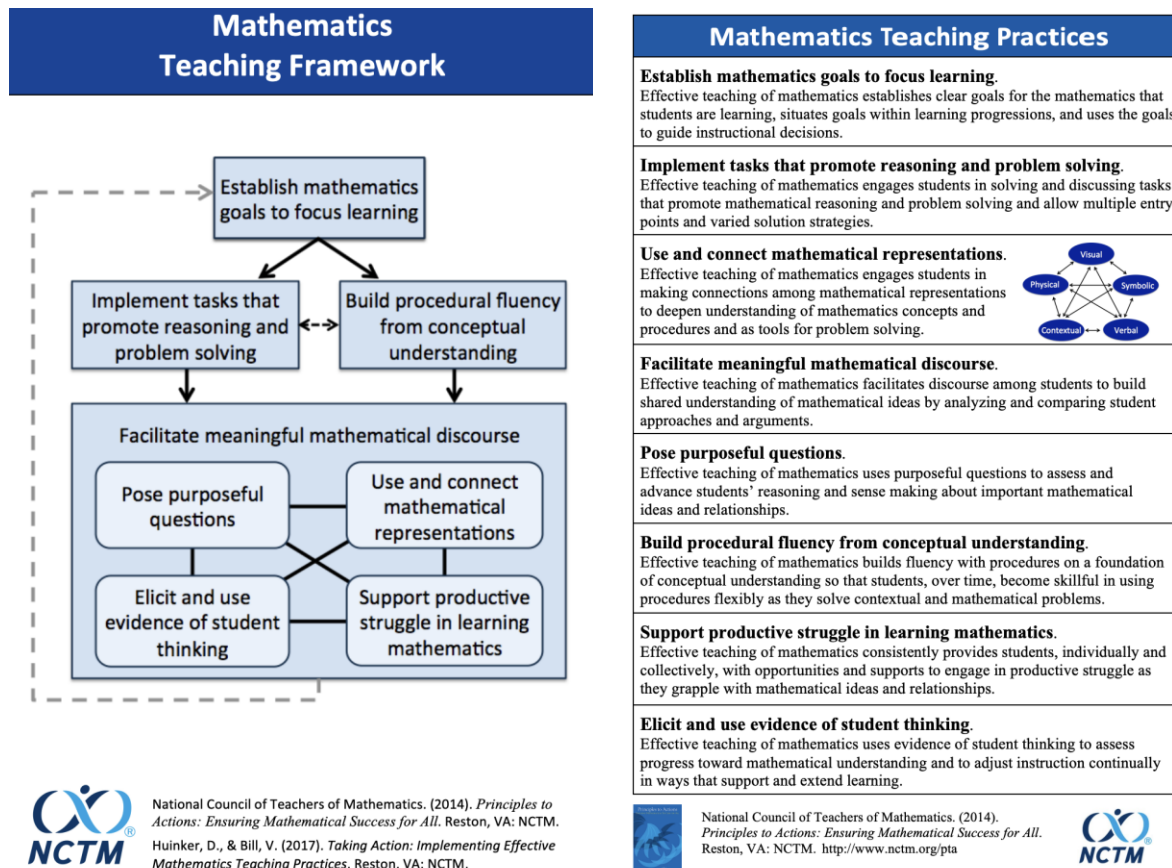 Mathematics
Teaching Framework
Establish mathematics
goals to focus learning
Implement tasks that
promote reasoning and
problem solving
Build procedural fluency
from conceptual
understanding
Facilitate meaningful mathematical discourse
Pose purposeful
questions
Use and connect
mathematical
representations
Elicit and use
evidence of student
thinking
Support productive
struggle in learning
mathematics
NCTM
®
National Council of Teachers of Mathematics. (2014). Principles to
Actions: Ensuring Mathematical Success for All. Reston, VA: NCTM.
Huinker, D., & Bill, V. (2017). Taking Action: Implementing Effective
Mathematics Teaching Practices. Reston, VA: NCTM.
Mathematics Teaching Practices
Establish mathematics goals to focus learning.
Effective teaching of mathematics establishes clear goals for the mathematics that
students are learning, situates goals within learning progressions, and uses the goals
to guide instructional decisions.
Implement tasks that promote reasoning and problem solving.
Effective teaching of mathematics engages students in solving and discussing tasks
that promote mathematical reasoning and problem solving and allow multiple entry
points and varied solution strategies.
Use and connect mathematical representations.
Effective teaching of mathematics engages students in
making connections among mathematical representations
to deepen understanding of mathematics concepts and
procedures and as tools for problem solving.
Visual
Physical
Symbolic
Contextual
Verbal
Facilitate meaningful mathematical discourse.
Effective teaching of mathematics facilitates discourse among students to build
shared understanding of mathematical ideas by analyzing and comparing student
approaches and arguments.
Pose purposeful questions.
Effective teaching of mathematics uses purposeful questions to assess and
advance students’ reasoning and sense making about important mathematical
ideas and relationships.
Build procedural fluency from conceptual understanding.
Effective teaching of mathematics builds fluency with procedures on a foundation
of conceptual understanding so that students, over time, become skillful in using
procedures flexibly as they solve contextual and mathematical problems.
Support productive struggle in learning mathematics.
Effective teaching of mathematics consistently provides students, individually and
collectively, with opportunities and supports to engage in productive struggle as
they grapple with mathematical ideas and relationships.
Elicit and use evidence of student thinking.
Effective teaching of mathematics uses evidence of student thinking to assess
progress toward mathematical understanding and to adjust instruction continually
in ways that support and extend learning.
National Council of Teachers of Mathematics. (2014).
Principles to Actions: Ensuring Mathematical Success for All.
Reston, VA: NCTM. http://www.nctm.org/pta
NCTM
®